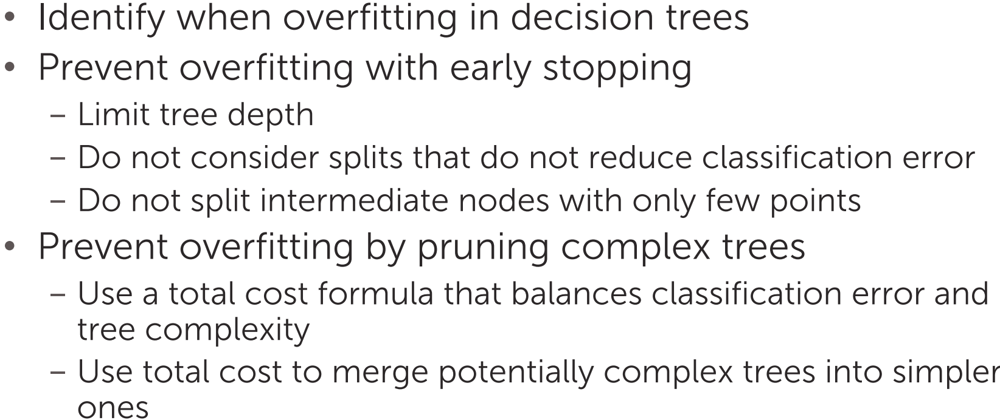 • Identify when overfitting in decision trees
• Prevent overfitting with early stopping
– Limit tree depth
– Do not consider splits that do not reduce classification error
– Do not split intermediate nodes with only few points
• Prevent overfitting by pruning complex trees
– Use a total cost formula that balances classification error and
tree complexity
– Use total cost to merge potentially complex trees into simpler
ones